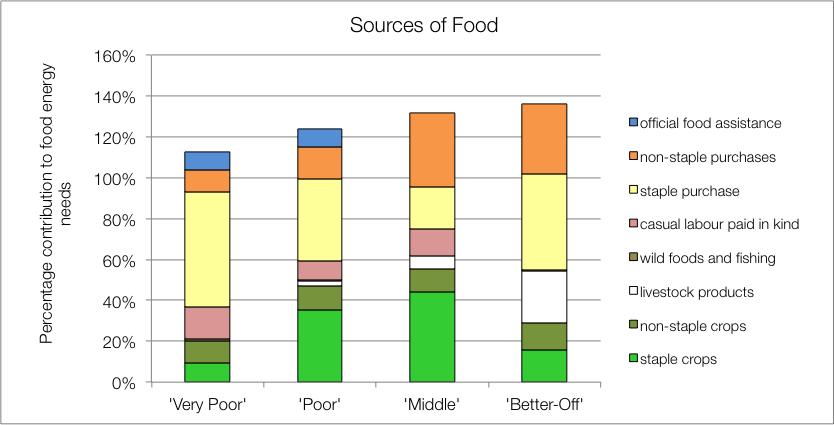 Sources of Food
Percentage contribution to food energy
needs
160%
140%
120%
100%
80%
60%
40%
20%
0%
'Very Poor'
'Poor'
'Middle'
'Better-Off'
official food assistance
non-staple purchases
staple purchase
casual labour paid in kind
wild foods and fishing
livestock products
non-staple crops
staple crops